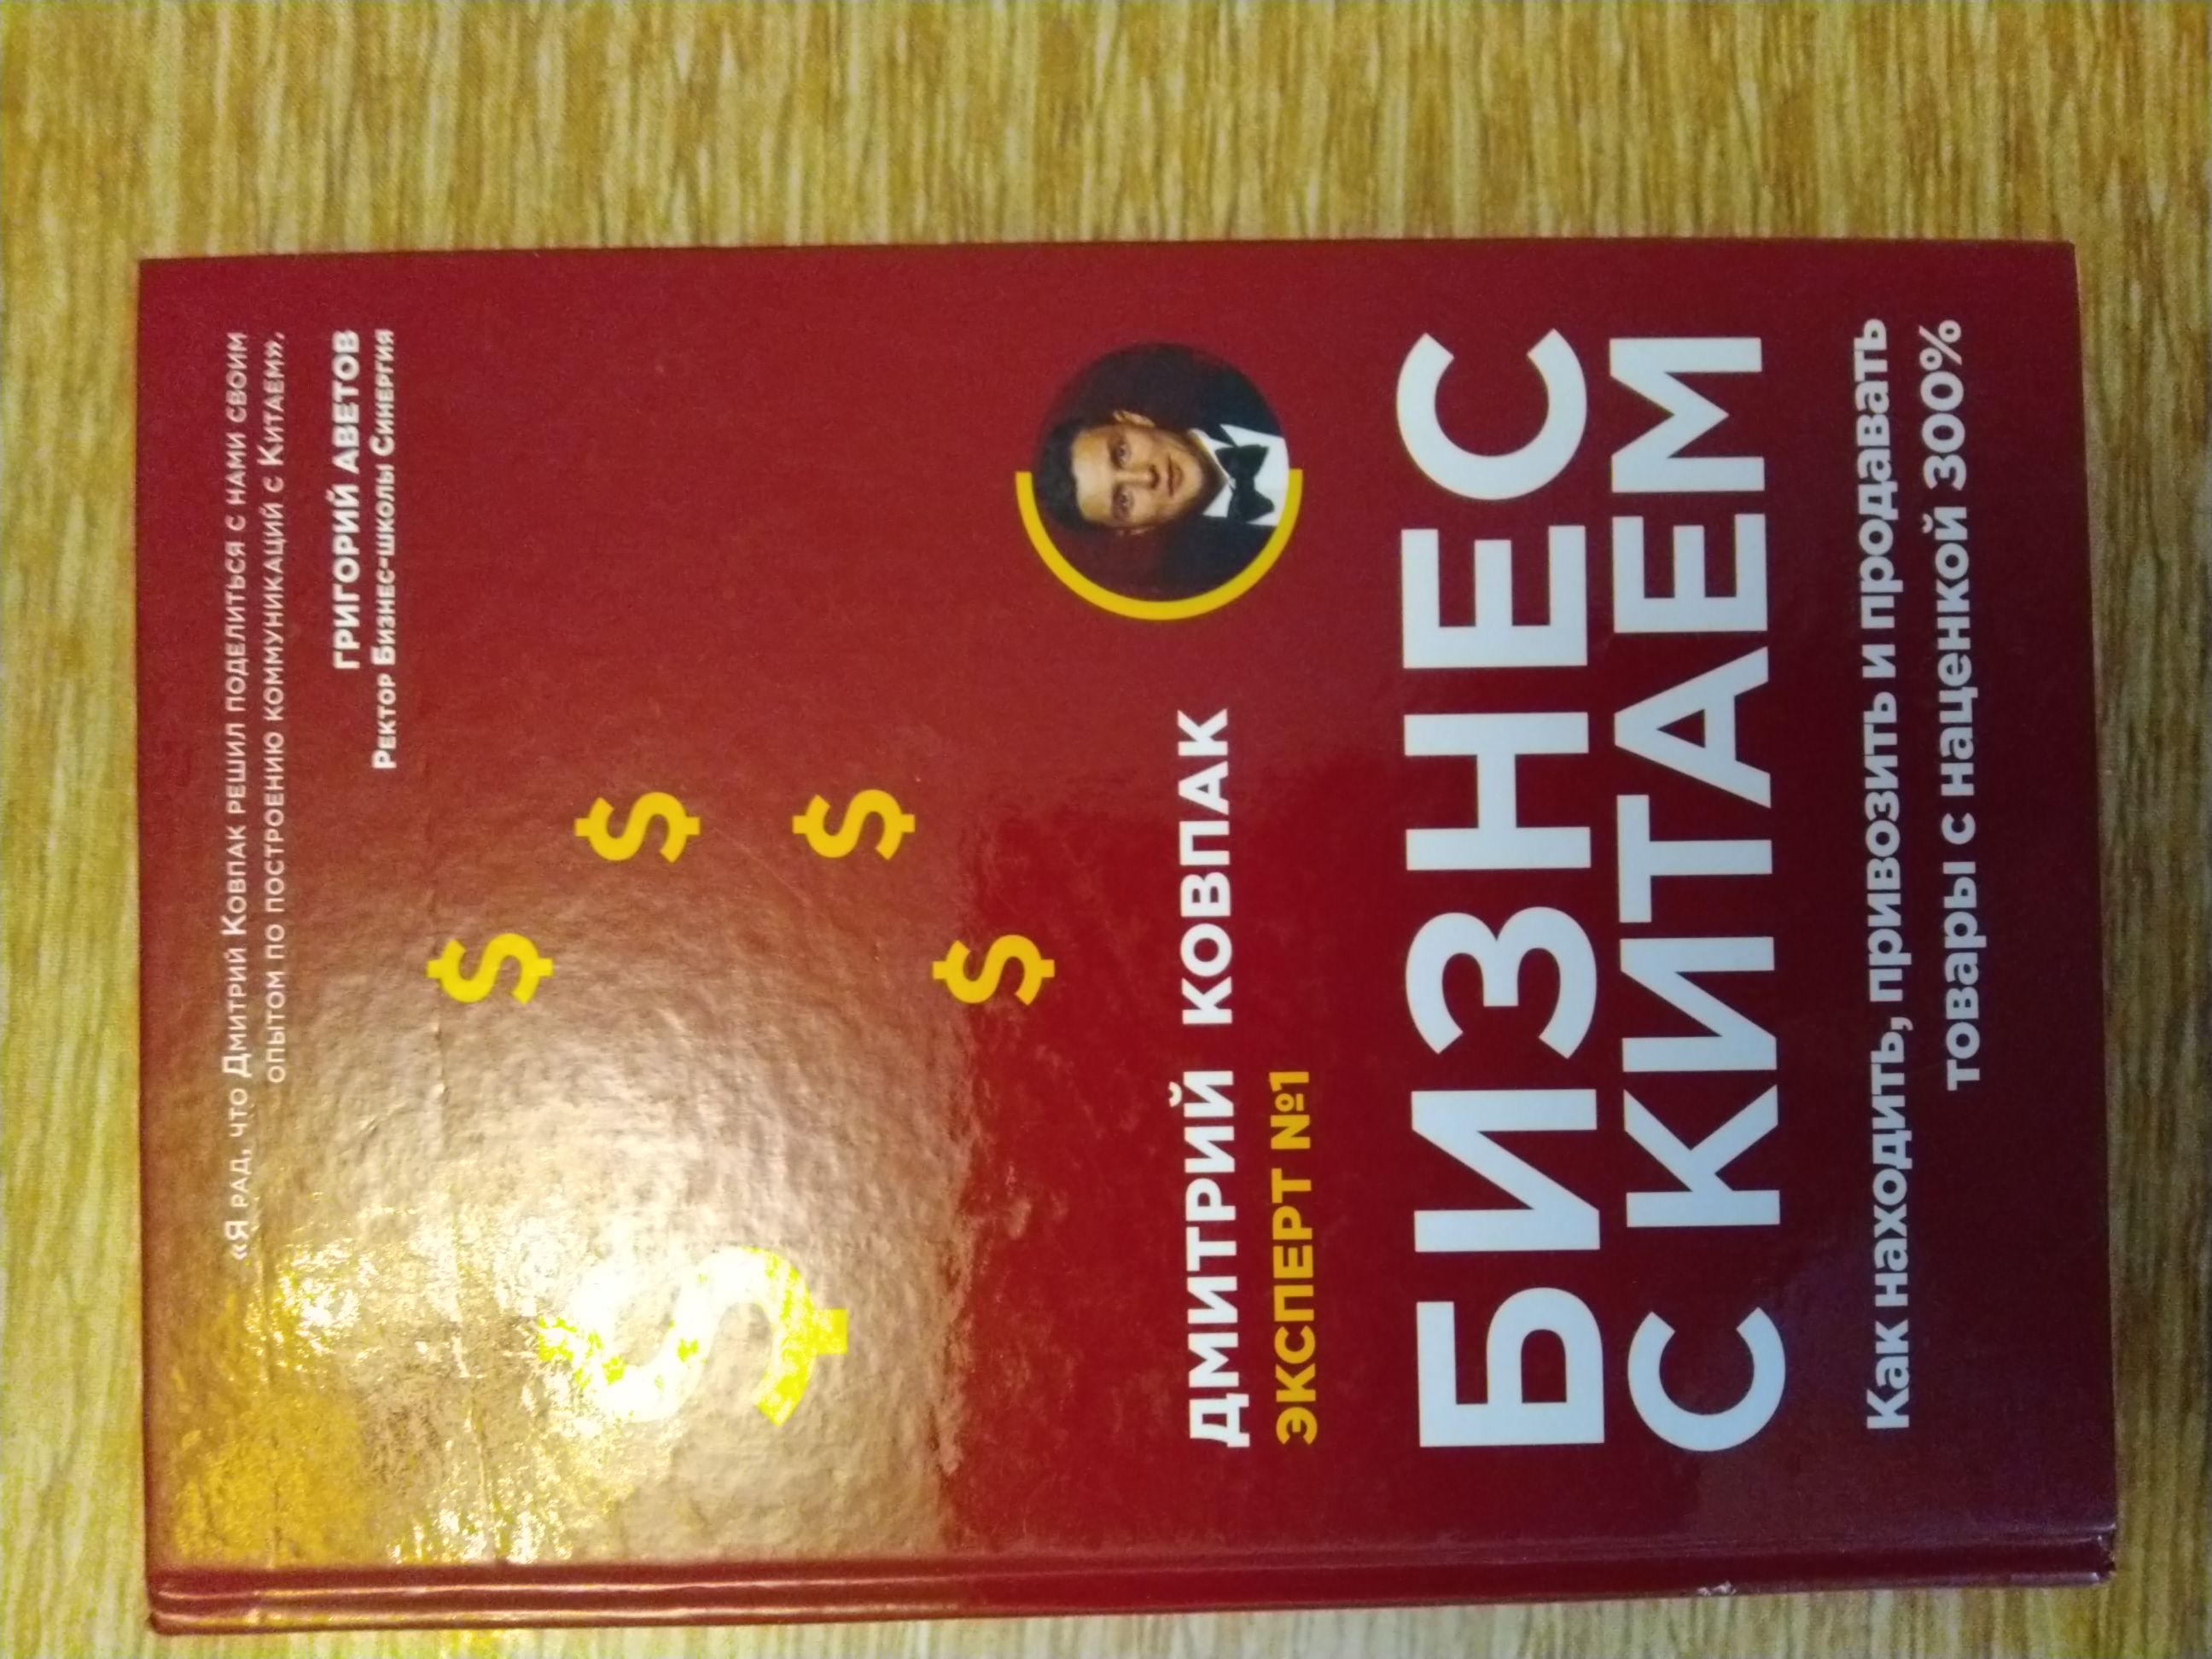 «Я рад, что Дмитрий Ковпак решил поделиться с нами своим
опытом по построению коммуникаций с Китаем»,
ГРИГОРИЙ АВЕТОВ
Ректор Бизнес-школы Синергия
$
$
$
$
$
ДМИТРИЙ КОВПАК
ЭКСПЕРТ №1
БИЗНЕС
С КИТАЕМ
Как находить, привозить и продавать
товары с наценкой 300%